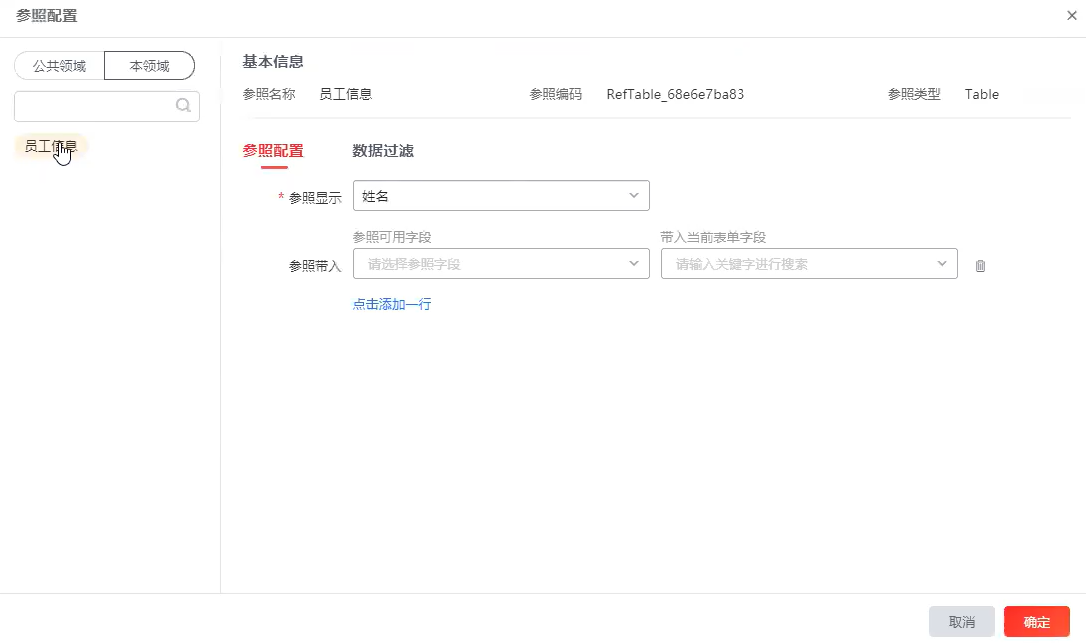 参照配置
公共领域 本领域
员工信息
基本信息
参照名称 员工信息 参照编码 RefTable_68e6e7ba83 参照类型 Table
参照配置 数据过滤
* 参照显示 姓名
参照可用字段 带入当前表单字段
参照带入 请选择参照字段 请输入关键字进行搜索
点击添加一行
取消 确定